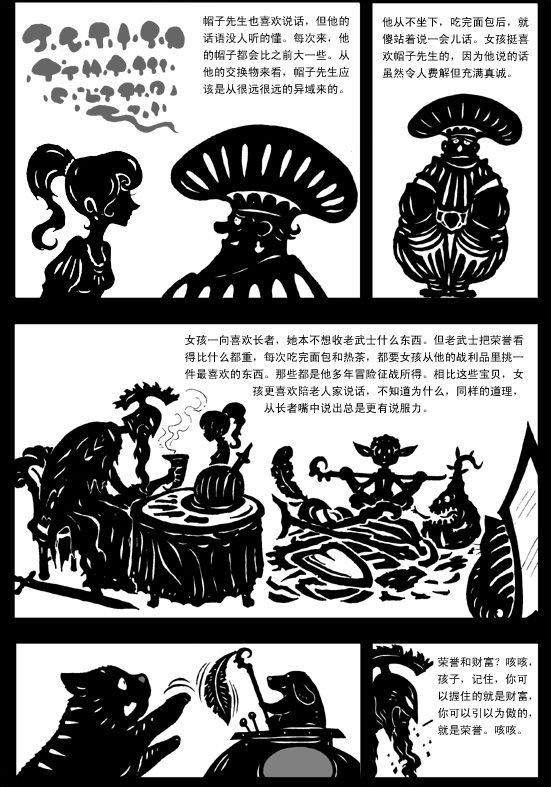 帽子先生也喜欢说话，但他的
话语没人听的懂。每次来，他
的帽子都会比之前大一些。从
他的交换物来看，帽子先生应
该是从很远很远的异域来的。
他从不坐下，吃完面包后，就
傻站着说一会儿话。女孩挺喜
欢帽子先生的，因为他说的话
虽然令人费解但充满真诚。
女孩一向喜欢长者，她本不想收老武士什么东西。但老武士把荣誉看
得比什么都重，每次吃完面包和热茶，都要女孩从他的战利品里挑一
件最喜欢的东西。那些都是他多年冒险征战所得。相比这些宝贝，女
孩更喜欢陪老人家说话，不知道为什么，同样的道理，
从长者嘴中说出总是更有说服力。
荣誉和财富？咳咳，
孩子，记住，你可
以握住的就是财富，
你可以引以为傲的，
就是荣誉。咳咳。